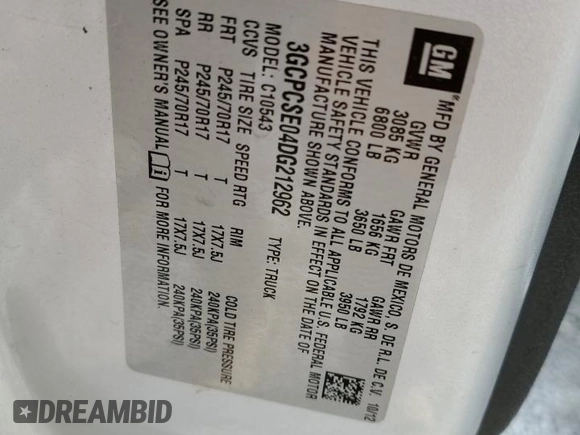 GM
MFD BY GENERAL MOTORS DE MEXICO, S. DE R.L. DE C.V. 10/12
GVWR GAWR FRT GAWR RR
3085 KG 1656 KG 1792 KG
6800 LB 3650 LB 3950 LB
THIS VEHICLE CONFORMS TO ALL APPLICABLE U.S. FEDERAL MOTOR
VEHICLE SAFETY STANDARDS IN EFFECT ON THE DATE OF
MANUFACTURE SHOWN ABOVE.
3GCPCSE04DG212962
MODEL: C10543 TYPE: TRUCK
CCVS TIRE SIZE SPEED RTG RIM COLD TIRE PRESSURE
FRT P245/70R17 T 17X7.5J 240KPA(35PSI)
RR P245/70R17 T 17X7.5J 240KPA(35PSI)
SPA P245/70R17 T 17X7.5J 240KPA(35PSI)
SEE OWNER'S MANUAL FOR MORE INFORMATION.
DREAMBID